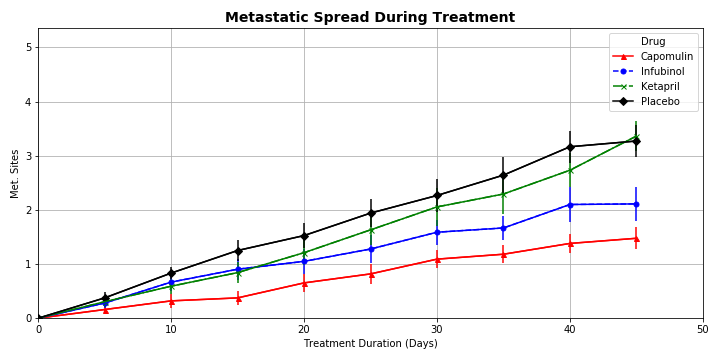 Metastatic Spread During Treatment
Met. Sites
5
4
3
2
1
0
0 10 20 30 40 50
Treatment Duration (Days)
Drug
Capomulin
Infubinol
Ketapril
Placebo